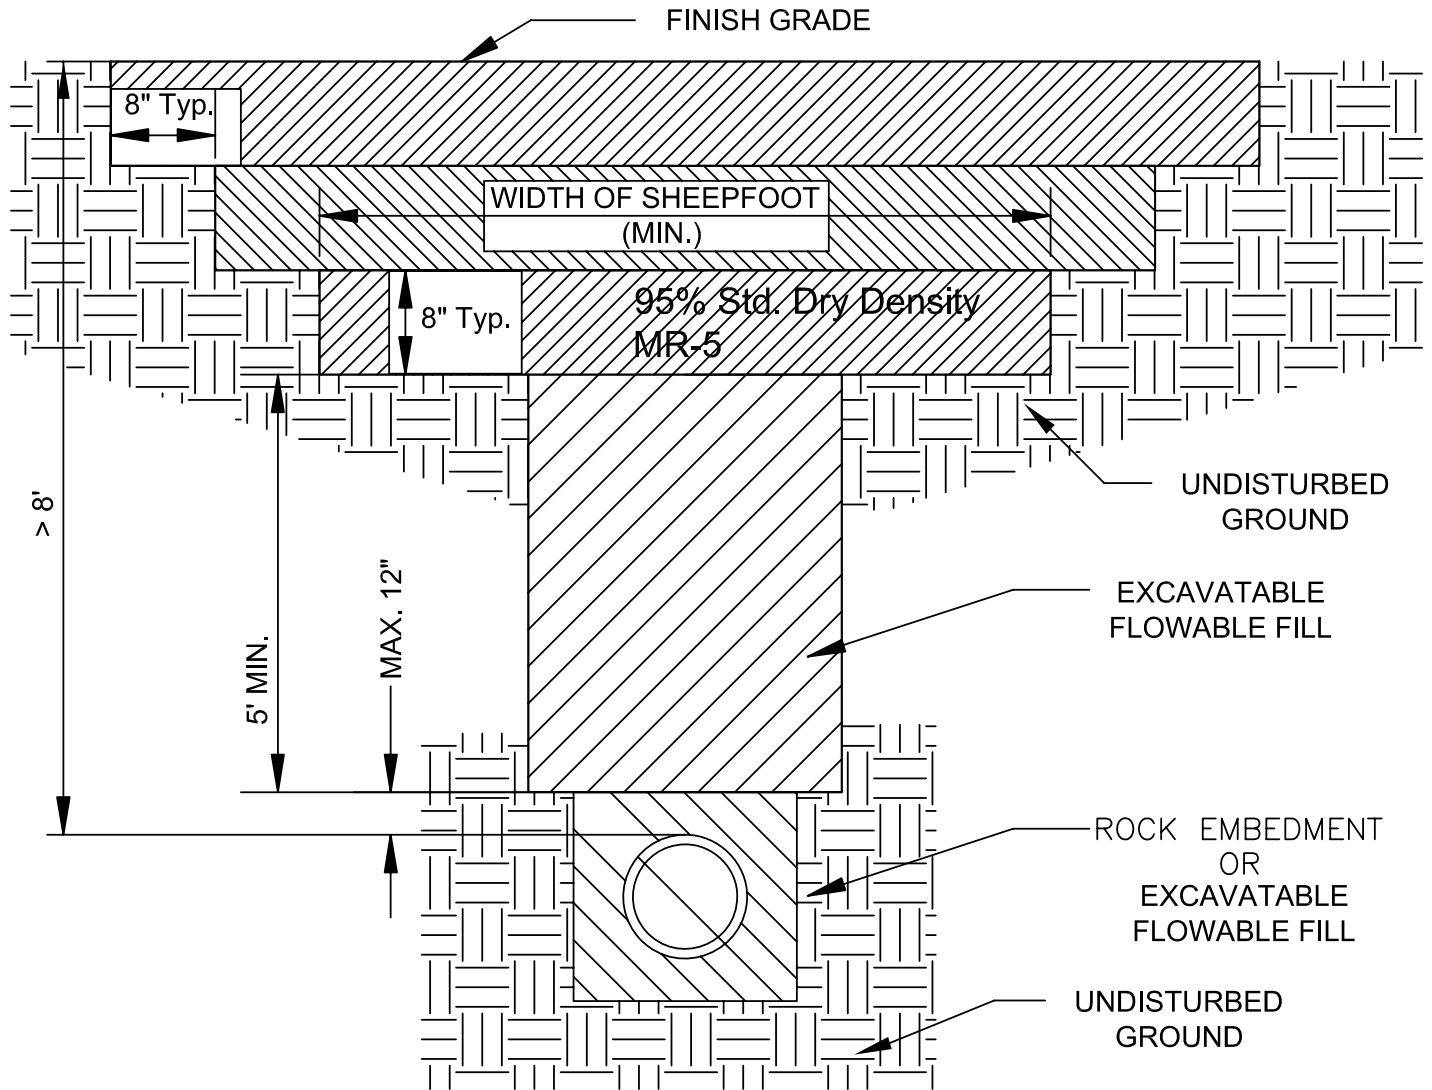 FINISH GRADE
8" Typ.
WIDTH OF SHEEPFOOT
(MIN.)
8" Typ.
95% Std. Dry Density
MR-5
UNDISTURBED
GROUND
> 8'
MAX. 12"
5' MIN.
EXCAVATABLE
FLOWABLE FILL
ROCK EMBEDMENT
OR
EXCAVATABLE
FLOWABLE FILL
UNDISTURBED
GROUND